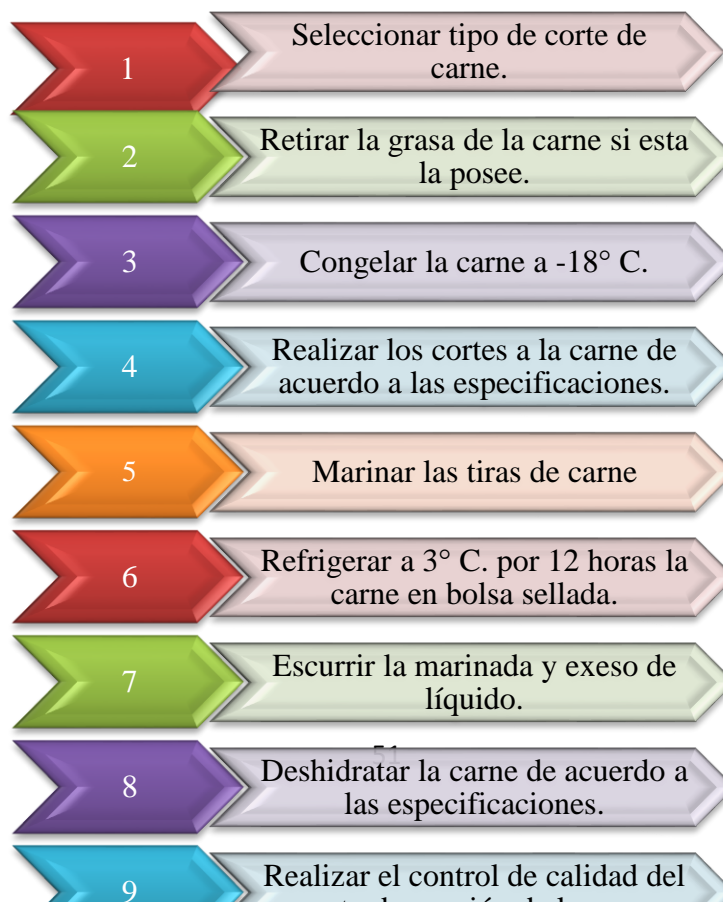 1
Seleccionar tipo de corte de
carne.
2
Retirar la grasa de la carne si esta
la posee.
3
Congelar la carne a -18° C.
4
Realizar los cortes a la carne de
acuerdo a las especificaciones.
5
Marinar las tiras de carne
6
Refrigerar a 3° C. por 12 horas la
carne en bolsa sellada.
7
Escurrir la marinada y exeso de
líquido.
51
8
Deshidratar la carne de acuerdo a
las especificaciones.
9
Realizar el control de calidad del